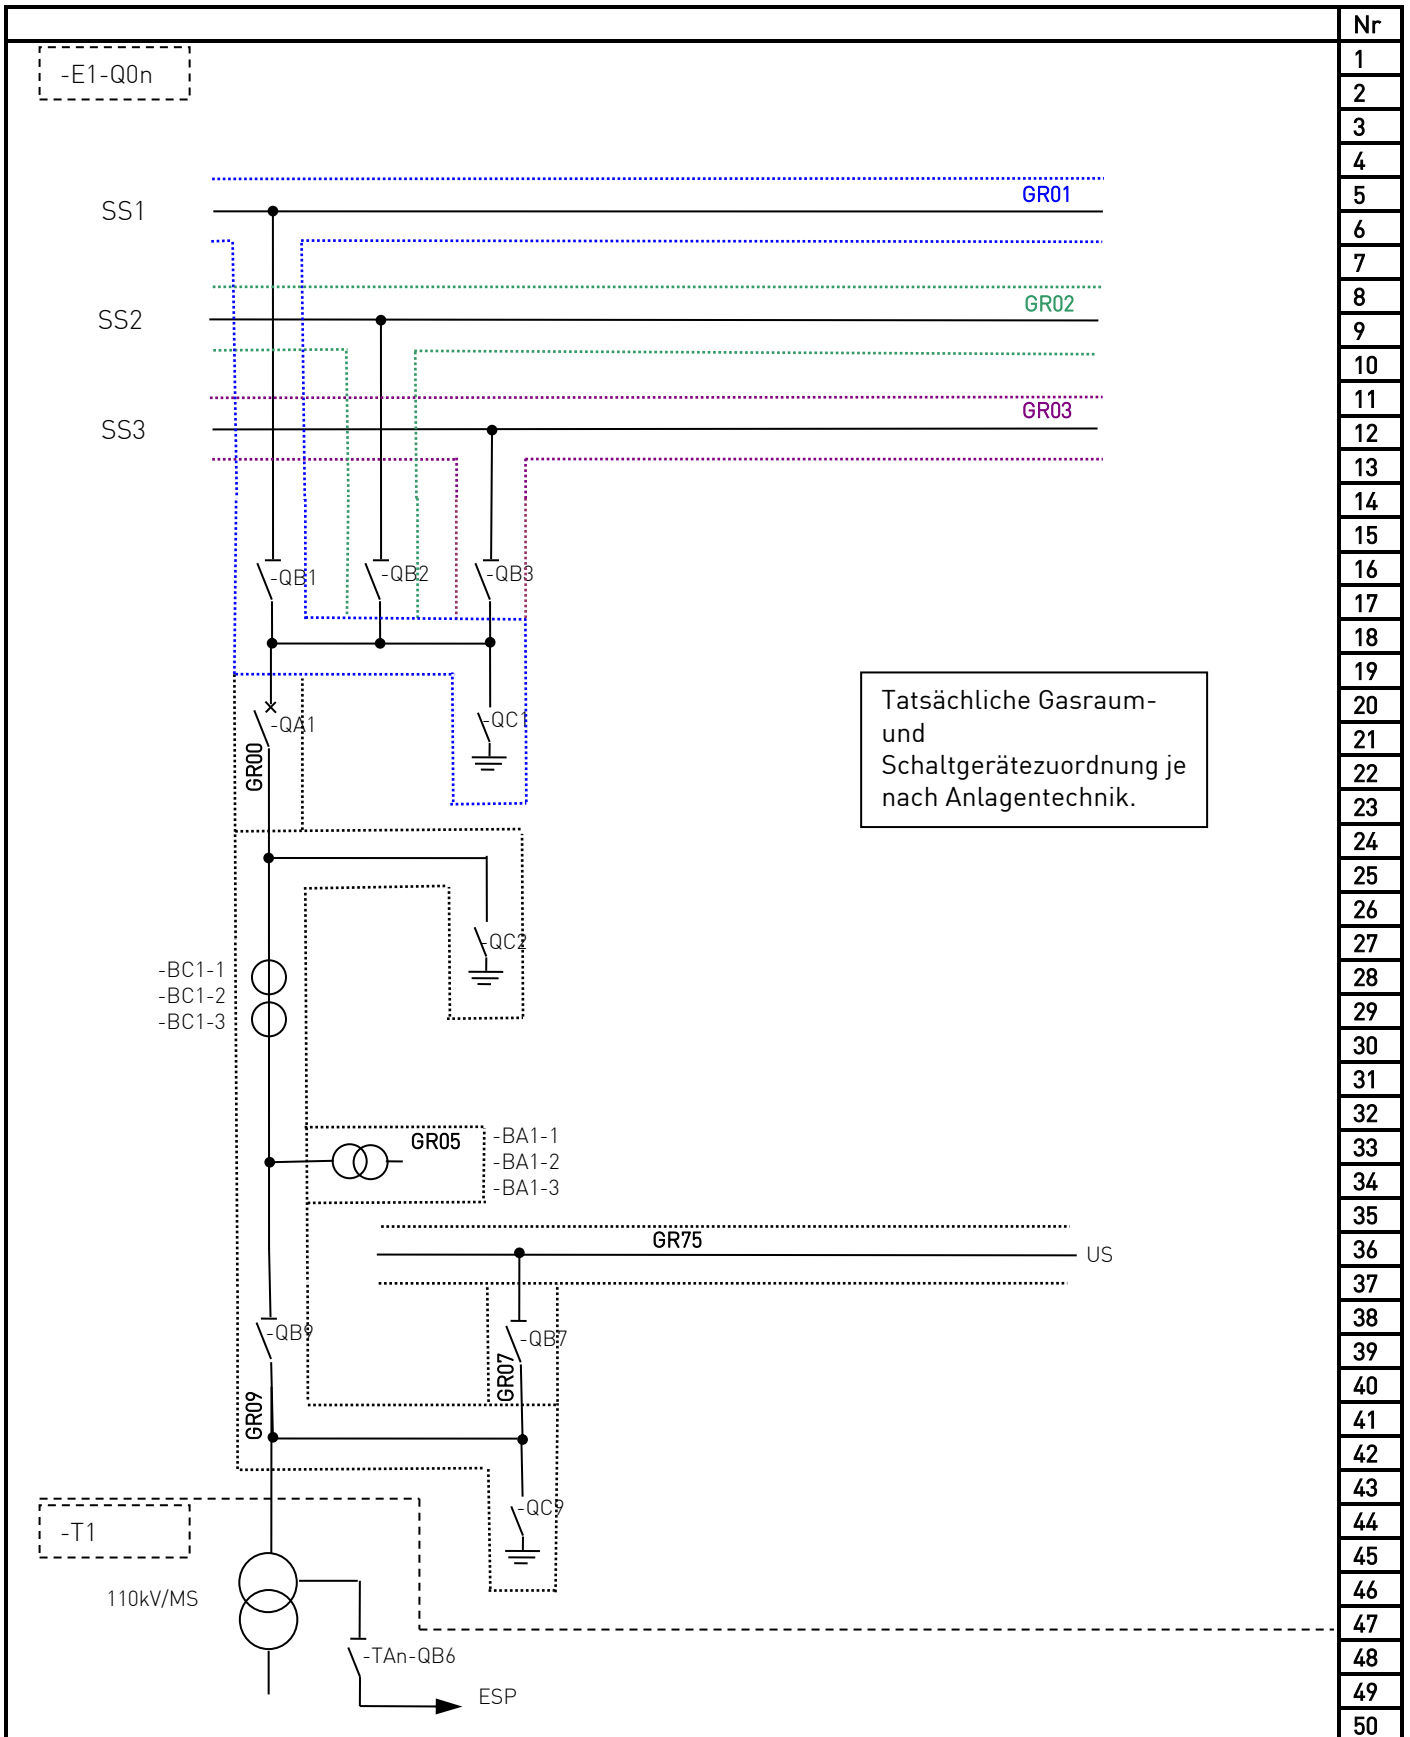 Nr
-E1-Q0n
1
2
3
4
GR01
SS1
5
6
7
8
GR02
SS2
9
10
11
GR03
SS3
12
13
14
15
-QB1
-QB2
-QB3
16
17
18
19
Tatsächliche Gasraum-
und
Schaltgerätezuordnung je
nach Anlagentechnik.
-QA1
-QC1
20
21
GR00
22
23
24
25
26
-QC2
27
-BC1-1
-BC1-2
-BC1-3
28
29
30
31
32
GR05
-BA1-1
-BA1-2
-BA1-3
33
34
35
GR75
US
36
37
38
-QB9
-QB7
39
GR07
40
GR09
41
42
43
-QC9
-T1
44
45
110kV/MS
46
47
-TAn-QB6
48
ESP
49
50